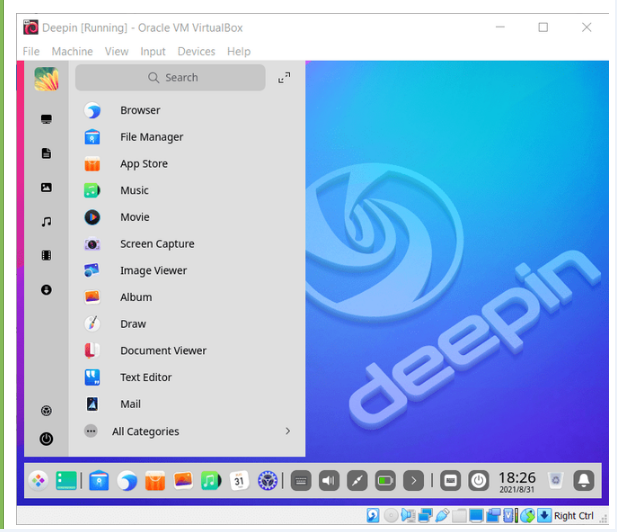 Deepin [Running] - Oracle VM VirtualBox
File Machine View Input Devices Help
Search
Browser
File Manager
App Store
Music
Movie
Screen Capture
Image Viewer
Album
Draw
Document Viewer
Text Editor
Mail
All Categories
deepin
31
18:26
2021/8/31
Right Ctrl